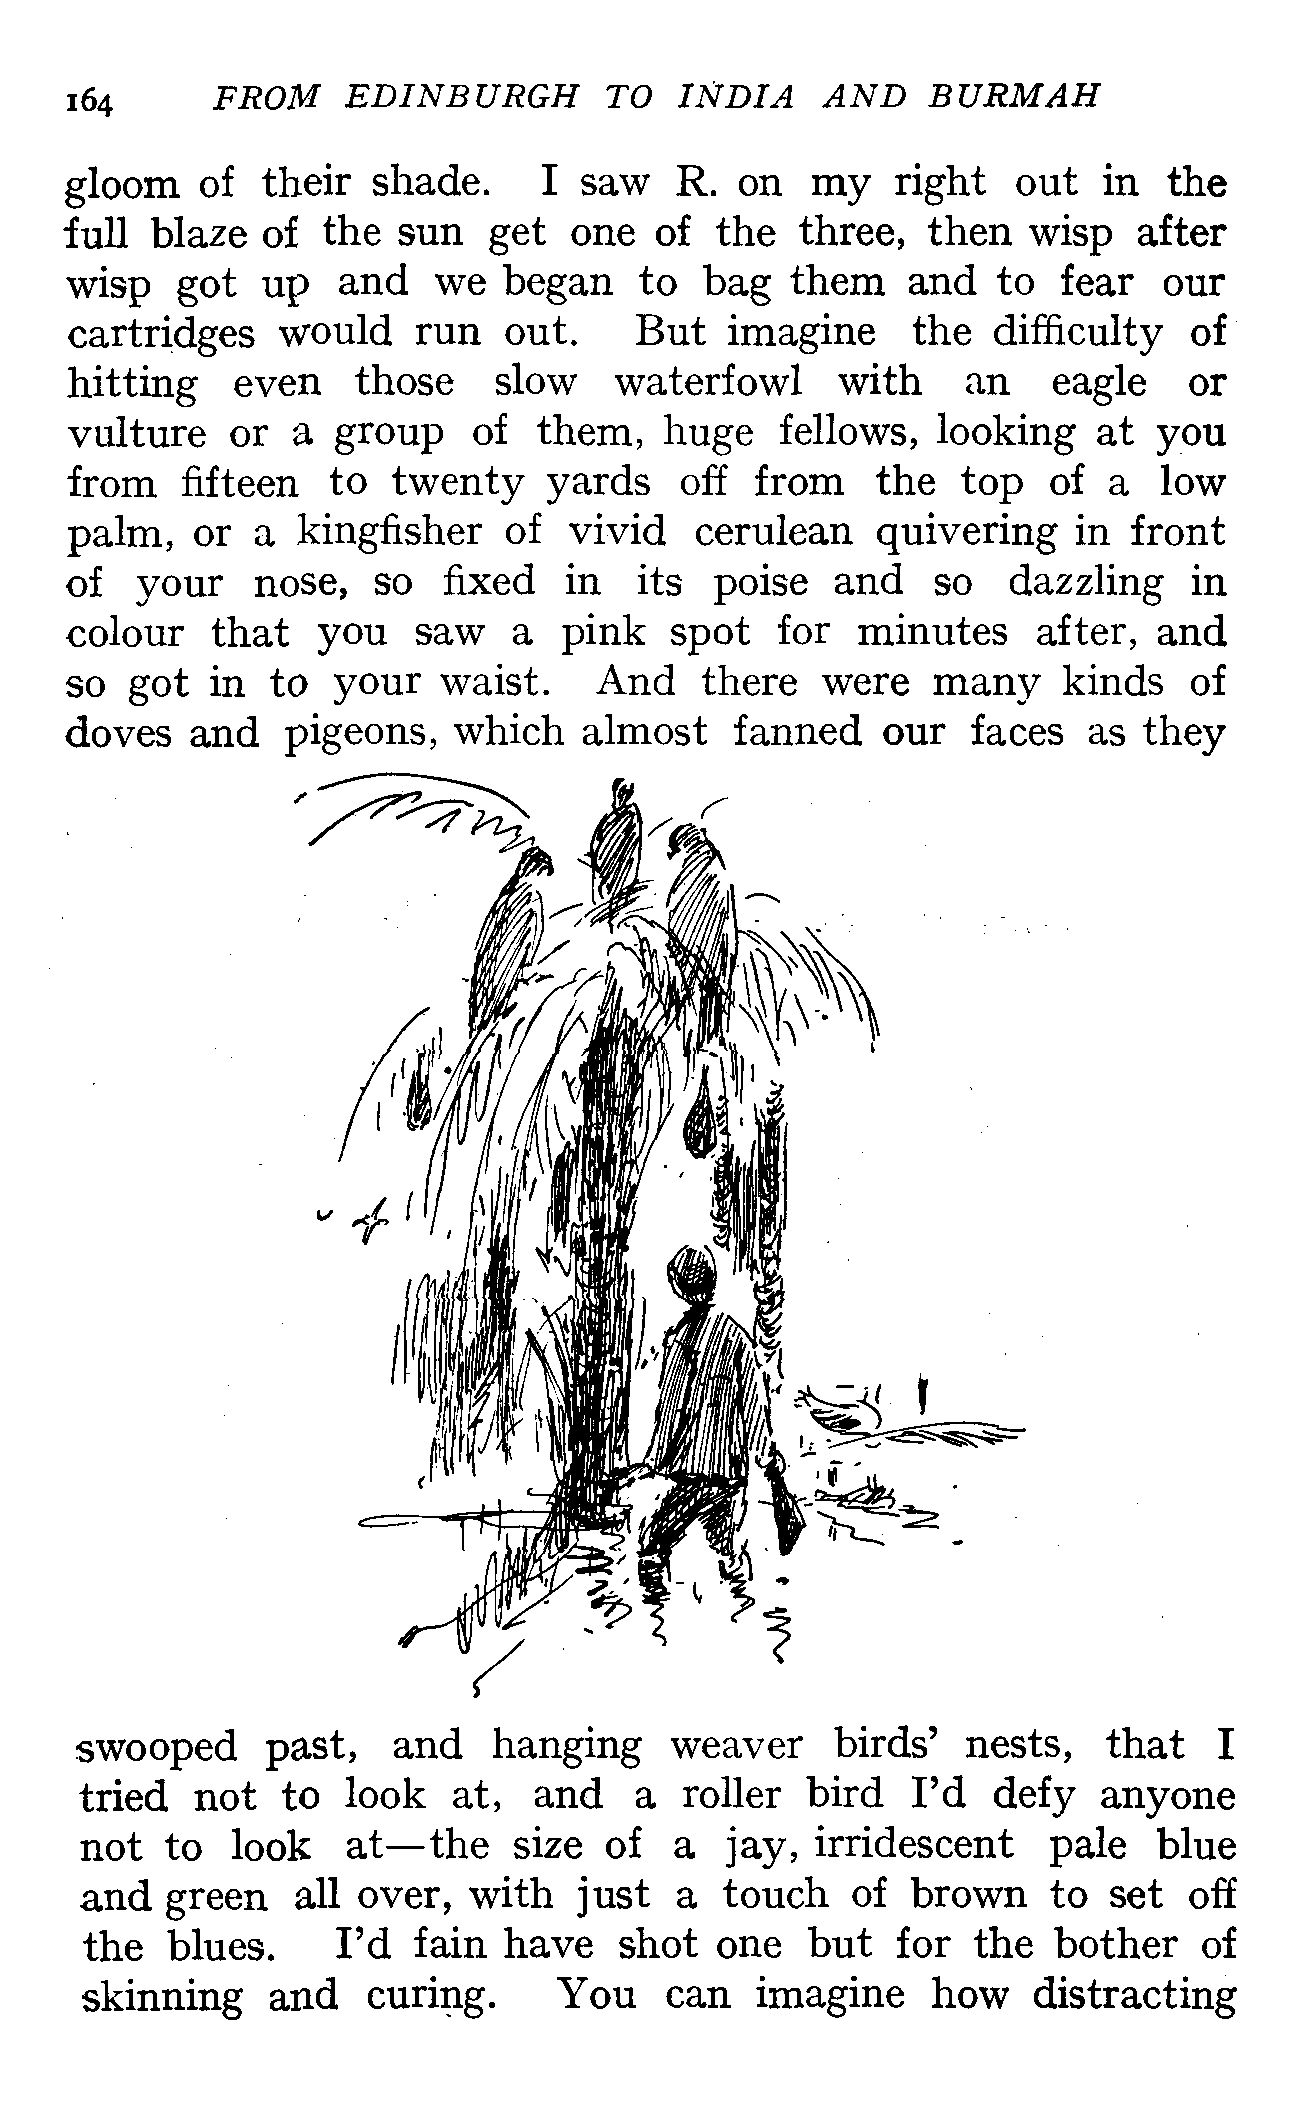 164 FROM EDINBURGH TO INDIA AND BURMAH
gloom of their shade. I saw R. on my right out in the
full blaze of the sun get one of the three, then wisp after
wisp got up and we began to bag them and to fear our
cartridges would run out. But imagine the difficulty of
hitting even those slow waterfowl with an eagle or
vulture or a group of them, huge fellows, looking at you
from fifteen to twenty yards off from the top of a low
palm, or a kingfisher of vivid cerulean quivering in front
of your nose, so fixed in its poise and so dazzling in
colour that you saw a pink spot for minutes after, and
so got in to your waist. And there were many kinds of
doves and pigeons, which almost fanned our faces as they
swooped past, and hanging weaver birds' nests, that I
tried not to look at, and a roller bird I'd defy anyone
not to look at—the size of a jay, irridescent pale blue
and green all over, with just a touch of brown to set off
the blues. I'd fain have shot one but for the bother of
skinning and curing. You can imagine how distracting